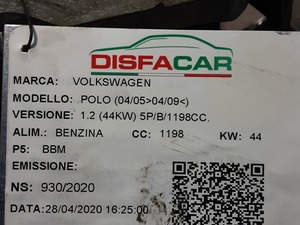 DISFACAR
MARCA: VOLKSWAGEN
MODELLO: POLO (04/05>04/09<)
VERSIONE: 1.2 (44KW) 5P/B/1198CC.
ALIM.: BENZINA CC: 1198 KW: 44
P5: BBM
EMISSIONE:
NS: 930/2020
DATA:28/04/2020 16:25:00